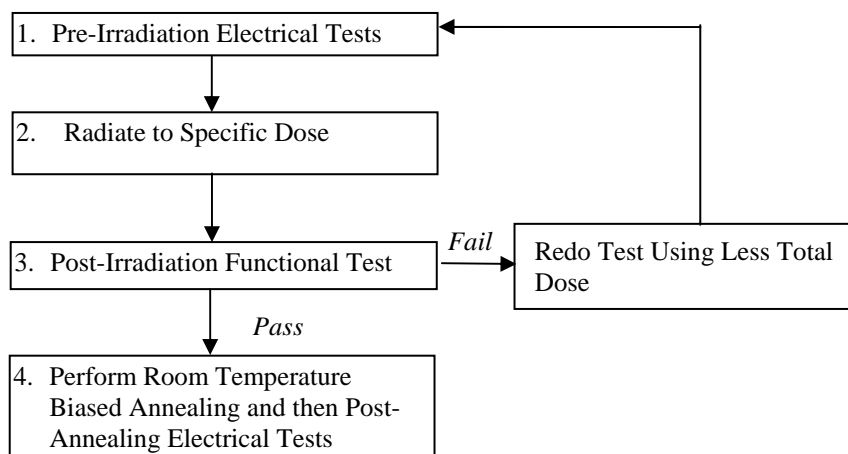 1. Pre-Irradiation Electrical Tests
2. Radiate to Specific Dose
3. Post-Irradiation Functional Test
Fail
Redo Test Using Less Total
Dose
Pass
4. Perform Room Temperature
Biased Annealing and then Post-
Annealing Electrical Tests